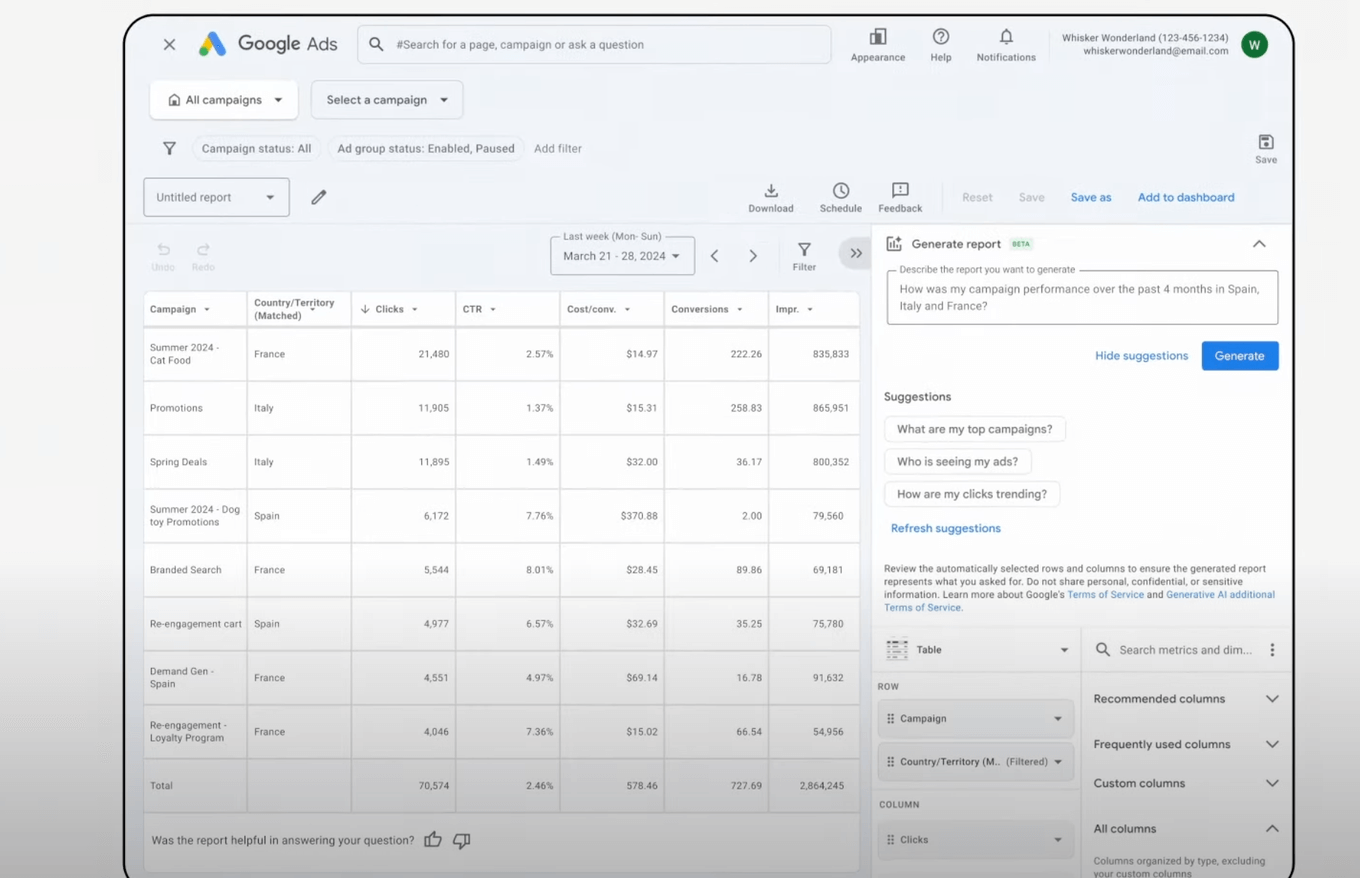 Google Ads
#Search for a page, campaign or ask a question
Appearance
Help
Notifications
Whisker Wonderland (123-456-1234)
whiskerwonderland@email.com
W
All campaigns
Select a campaign
Campaign status: All
Ad group status: Enabled, Paused
Add filter
Save
Untitled report
Download
Schedule
Feedback
Reset
Save
Save as
Add to dashboard
Undo
Redo
Last week (Mon- Sun)
March 21 - 28, 2024
Filter
Campaign
Country/Territory
(Matched)
Clicks
CTR
Cost/conv.
Conversions
Impr.
Summer 2024 -
Cat Food
France
21,480
2.57%
$14.97
222.26
835,833
Promotions
Italy
11,905
1.37%
$15.31
258.83
865,951
Spring Deals
Italy
11,895
1.49%
$32.00
36.17
800,352
Summer 2024 - Dog
toy Promotions
Spain
6,172
7.76%
$370.88
2.00
79,560
Branded Search
France
5,544
8.01%
$28.45
89.86
69,181
Re-engagement cart
Spain
4,977
6.57%
$32.69
35.25
75,780
Demand Gen -
Spain
France
4,551
4.97%
$69.14
16.78
91,632
Re-engagement -
Loyalty Program
France
4,046
7.36%
$15.02
66.54
54,956
Total
70,574
2.46%
578.46
727.69
2,864,245
Was the report helpful in answering your question?
Generate report
BETA
Describe the report you want to generate
How was my campaign performance over the past 4 months in Spain,
Italy and France?
Hide suggestions
Generate
Suggestions
What are my top campaigns?
Who is seeing my ads?
How are my clicks trending?
Refresh suggestions
Review the automatically selected rows and columns to ensure the generated report
represents what you asked for. Do not share personal, confidential, or sensitive
information. Learn more about Google's Terms of Service and Generative AI additional
Terms of Service.
Table
Search metrics and dim...
ROW
Campaign
Country/Territory (M.. (Filtered)
COLUMN
Clicks
Recommended columns
Frequently used columns
Custom columns
All columns
Columns organized by type, excluding
your custom columns